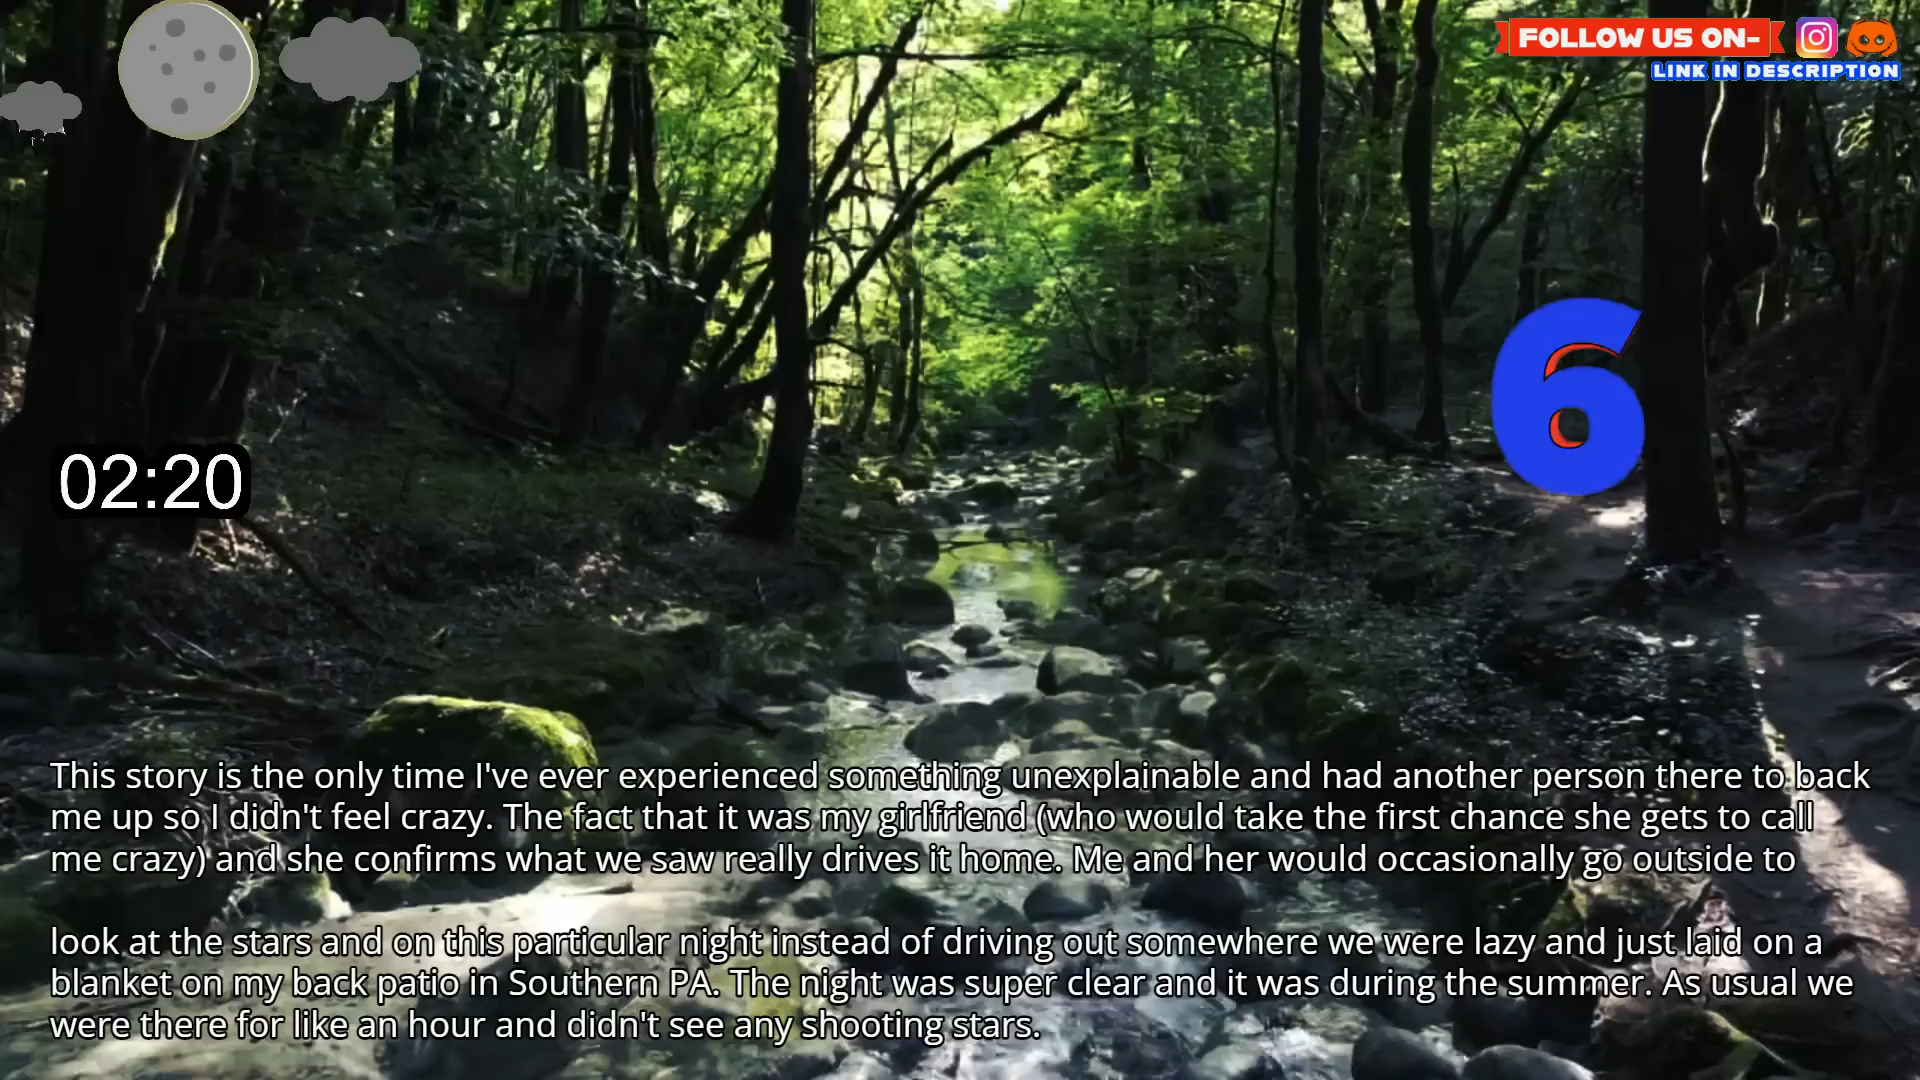 FOLLOW US ON-
LINK IN DESCRIPTION
6
02:20
This story is the only time I've ever experienced something unexplainable and had another person there to back
me up so I didn't feel crazy. The fact that it was my girlfriend (who would take the first chance she gets to call
me crazy) and she confirms what we saw really drives it home. Me and her would occasionally go outside to
look at the stars and on this particular night instead of driving out somewhere we were lazy and just laid on a
blanket on my back patio in Southern PA. The night was super clear and it was during the summer. As usual we
were there for like an hour and didn't see any shooting stars.